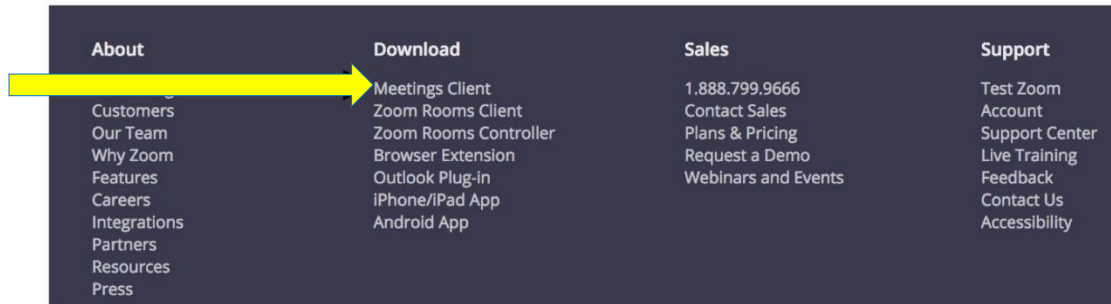 About
Customers
Our Team
Why Zoom
Features
Careers
Integrations
Partners
Resources
Press
Download
Meetings Client
Zoom Rooms Client
Zoom Rooms Controller
Browser Extension
Outlook Plug-in
iPhone/iPad App
Android App
Sales
1.888.799.9666
Contact Sales
Plans & Pricing
Request a Demo
Webinars and Events
Support
Test Zoom
Account
Support Center
Live Training
Feedback
Contact Us
Accessibility